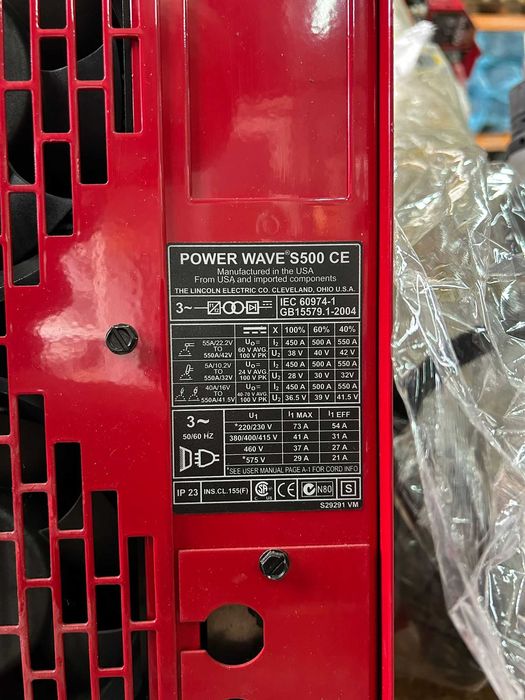 POWER WAVE® S500 CE
Manufactured in the USA
From USA and imported components
THE LINCOLN ELECTRIC CO. CLEVELAND, OHIO U.S.A.
3~
IEC 60974-1
GB15579.1-2004
X 100% 60% 40%
55A/22.2V TO 550A/42V U₀= 60 V AVG 100 V PK I₂ 450 A 500 A 550 A
U₂ 38 V 40 V 42 V
5A/10.2V TO 550A/32V U₀= 24 V AVG 100 V PK I₂ 450 A 500 A 550 A
U₂ 28 V 30 V 32V
40A/16V TO 550A/41.5V U₀= 40-70 V AVG 100 V PK I₂ 450 A 500 A 550 A
U₂ 36.5 V 39 V 41.5 V
3~ 50/60 HZ
U₁ I₁ MAX I₁ EFF
*220/230 V 73 A 54 A
380/400/415 V 41 A 31 A
460 V 37 A 27 A
*575 V 29 A 21 A
*SEE USER MANUAL PAGE A-1 FOR CORD INFO
IP 23 INS.CL.155(F) SA CE N80 S
S29291 VM